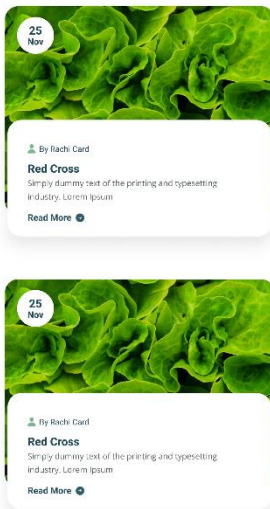 25
Nov
By Rachi Card
Red Cross
Simply dummy text of the printing and typesetting
industry. Lorem Ipsum
Read More
25
Nov
By Rachi Card
Red Cross
Simply dummy text of the printing and typesetting
industry. Lorem Ipsum
Read More